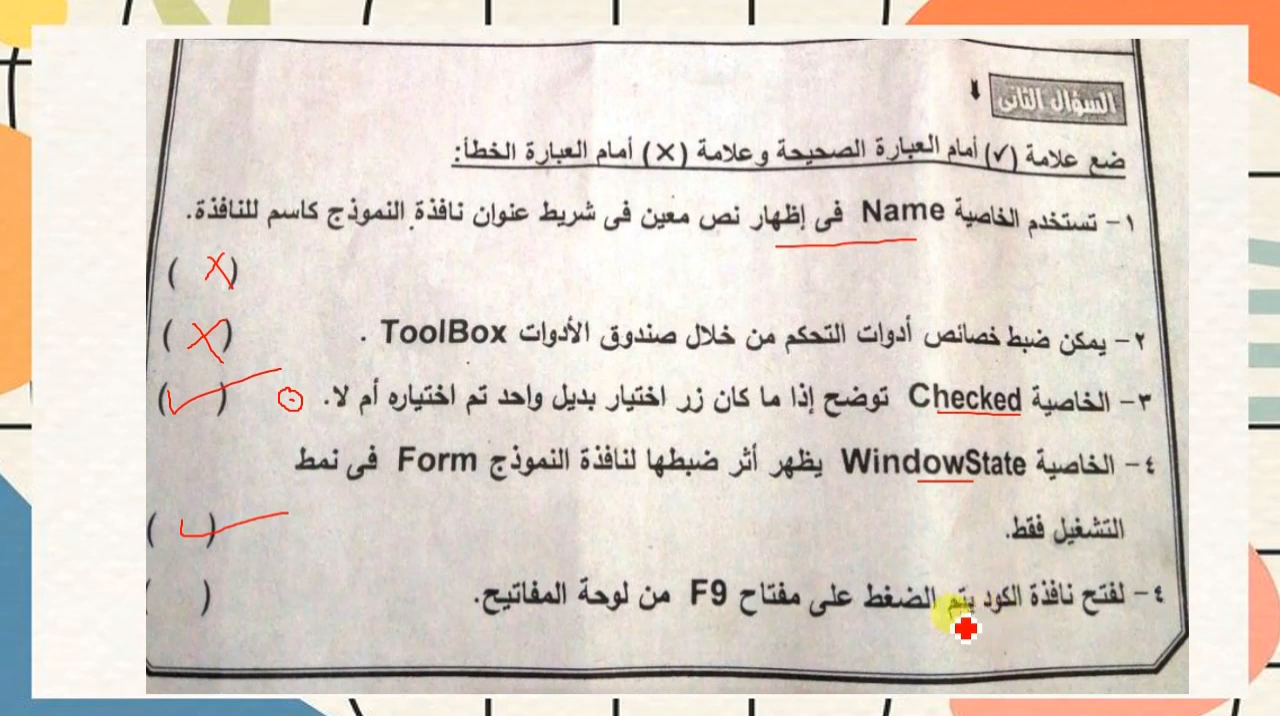 السؤال الثانى
ضع علامة (✓) أمام العبارة الصحيحة وعلامة (×) أمام العبارة الخطأ:
١- تستخدم الخاصية Name فى إظهار نص معين فى شريط عنوان نافذة النموذج كاسم للنافذة.
( X )
٢- يمكن ضبط خصائص أدوات التحكم من خلال صندوق الأدوات ToolBox . ( X )
٣- الخاصية Checked توضح إذا ما كان زر اختيار بديل واحد تم اختياره أم لا. ( ✓ )
٤- الخاصية WindowState يظهر أثر ضبطها لنافذة النموذج Form فى نمط
التشغيل فقط. ( ✓ )
٤- لفتح نافذة الكود يتم الضغط على مفتاح F9 من لوحة المفاتيح. ( )